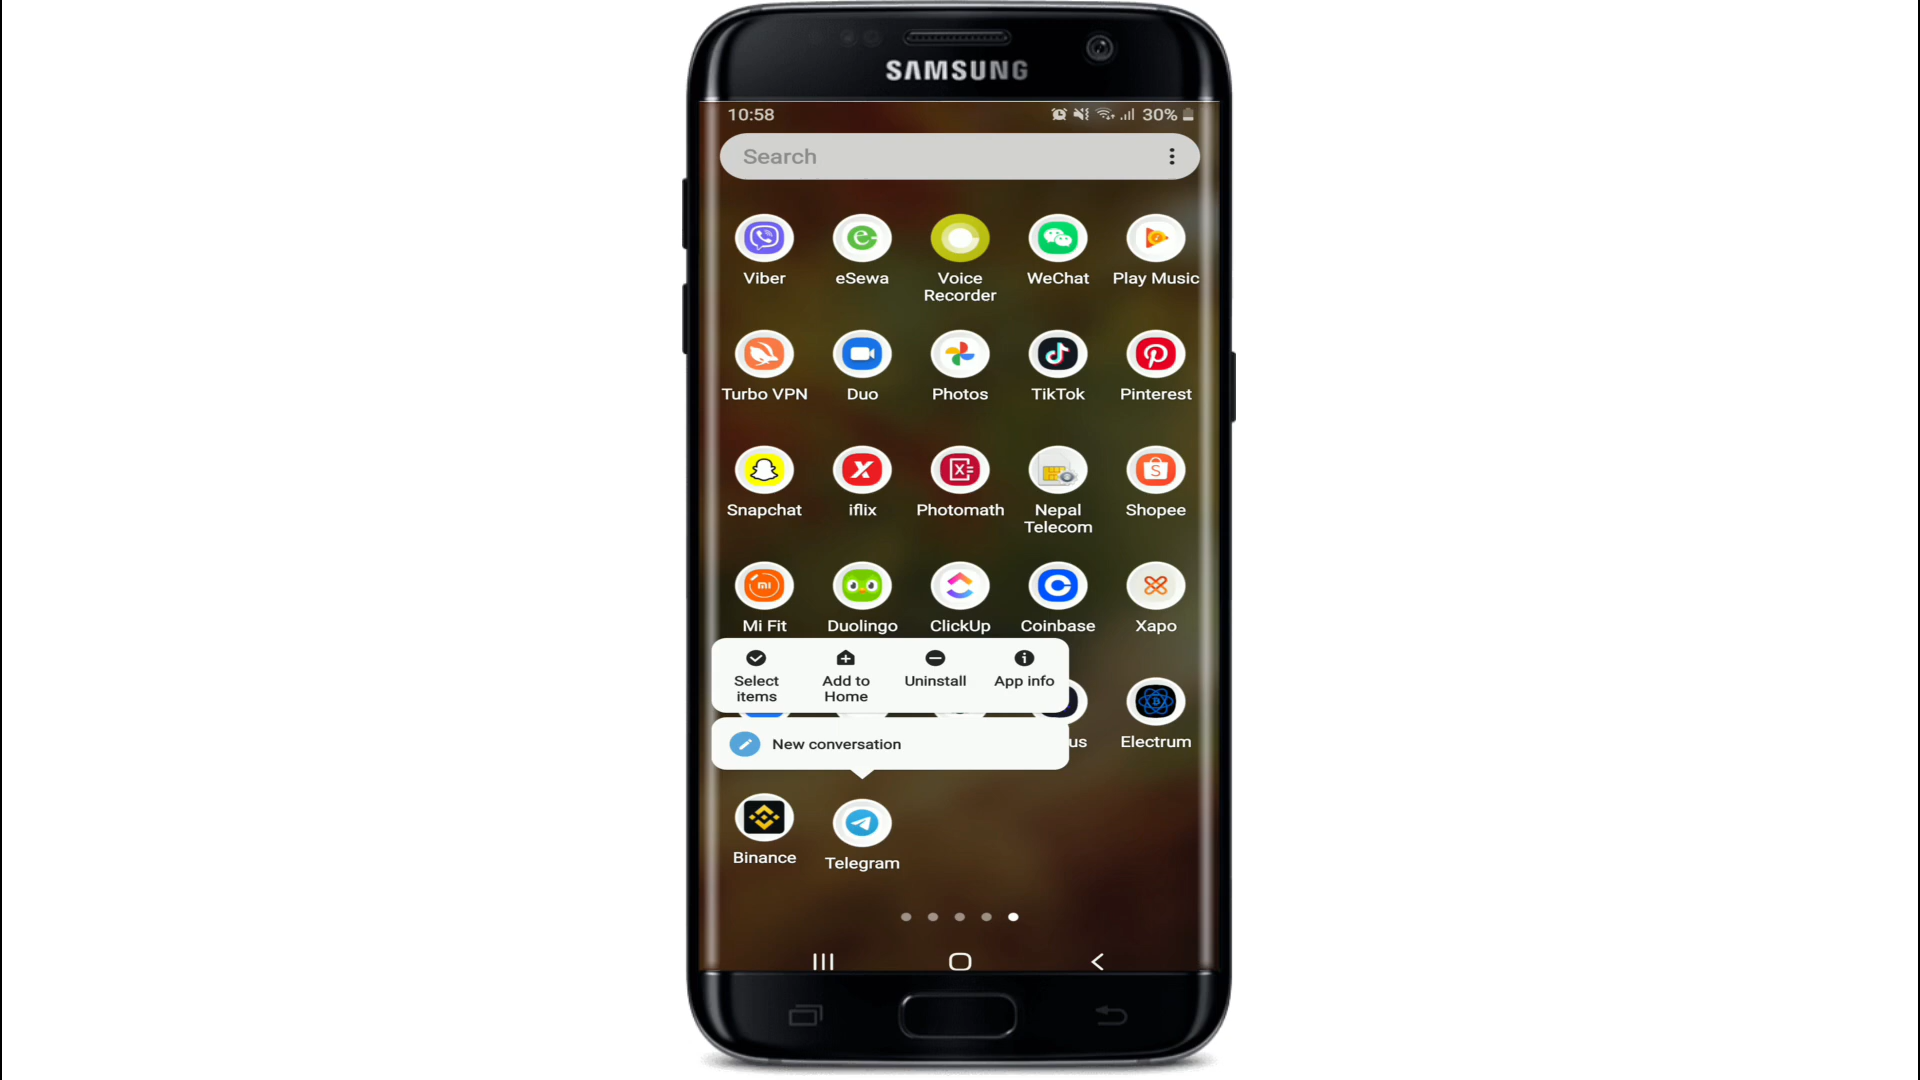 SAMSUNG
10:58
30%
Search
Viber
eSewa
Voice
Recorder
WeChat
Play Music
Turbo VPN
Duo
Photos
TikTok
Pinterest
Snapchat
iflix
Photomath
Nepal
Telecom
Shopee
Mi Fit
Duolingo
ClickUp
Coinbase
Xapo
Select
items
Add to
Home
Uninstall
App info
New conversation
us
Electrum
Binance
Telegram